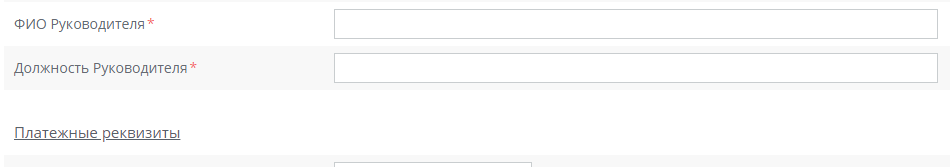 ФИО Руководителя*
Должность Руководителя*
Платежные реквизиты